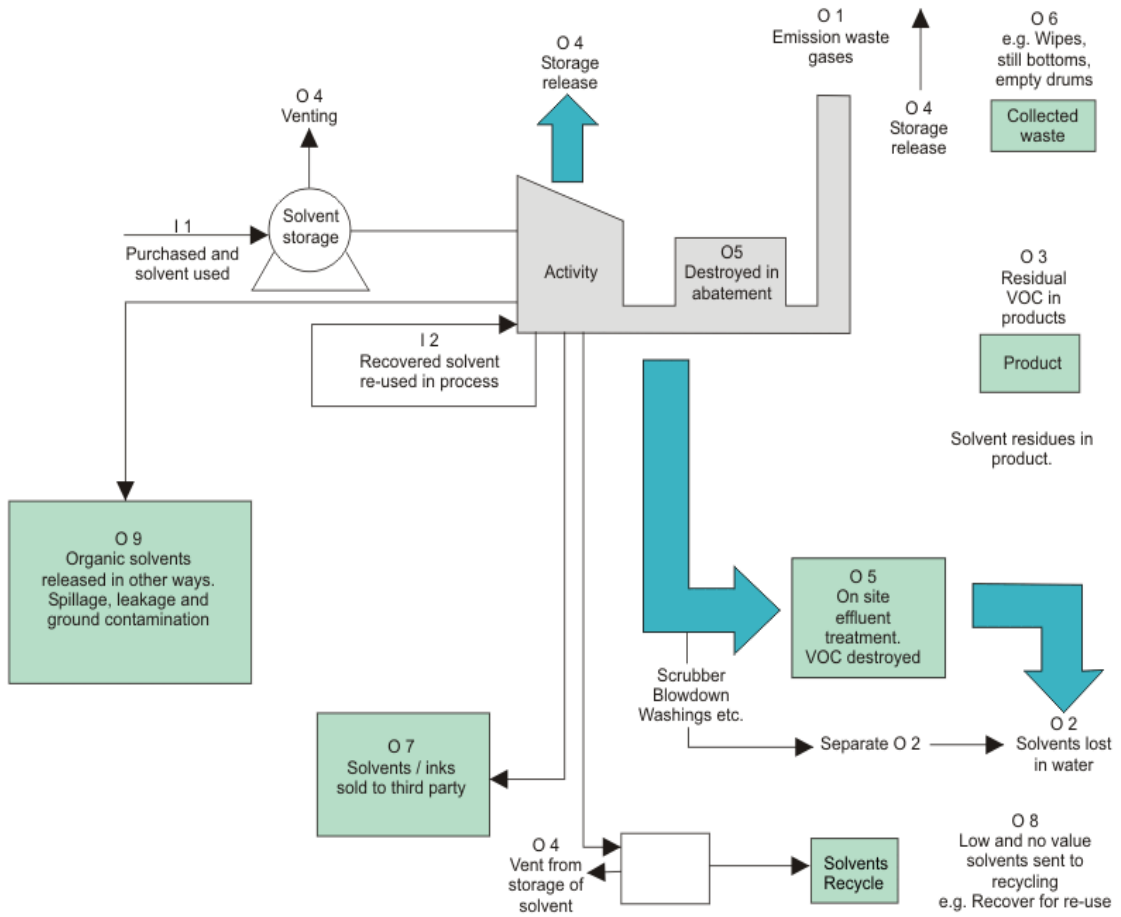 O 1
Emission waste
gases
O 6
e.g. Wipes,
still bottoms,
empty drums
O 4
Storage
release
O 4
Venting
O 4
Storage
release
Collected
waste
Solvent
storage
I 1
Purchased and
solvent used
Activity
O5
Destroyed in
abatement
O 3
Residual
VOC in
products
Product
I 2
Recovered solvent
re-used in process
Solvent residues in
product.
O 9
Organic solvents
released in other ways.
Spillage, leakage and
ground contamination
O 5
On site
effluent
treatment.
VOC destroyed
Scrubber
Blowdown
Washings etc.
Separate O 2
O 2
Solvents lost
in water
O 7
Solvents / inks
sold to third party
O 4
Vent from
storage of
solvent
Solvents
Recycle
O 8
Low and no value
solvents sent to
recycling
e.g. Recover for re-use